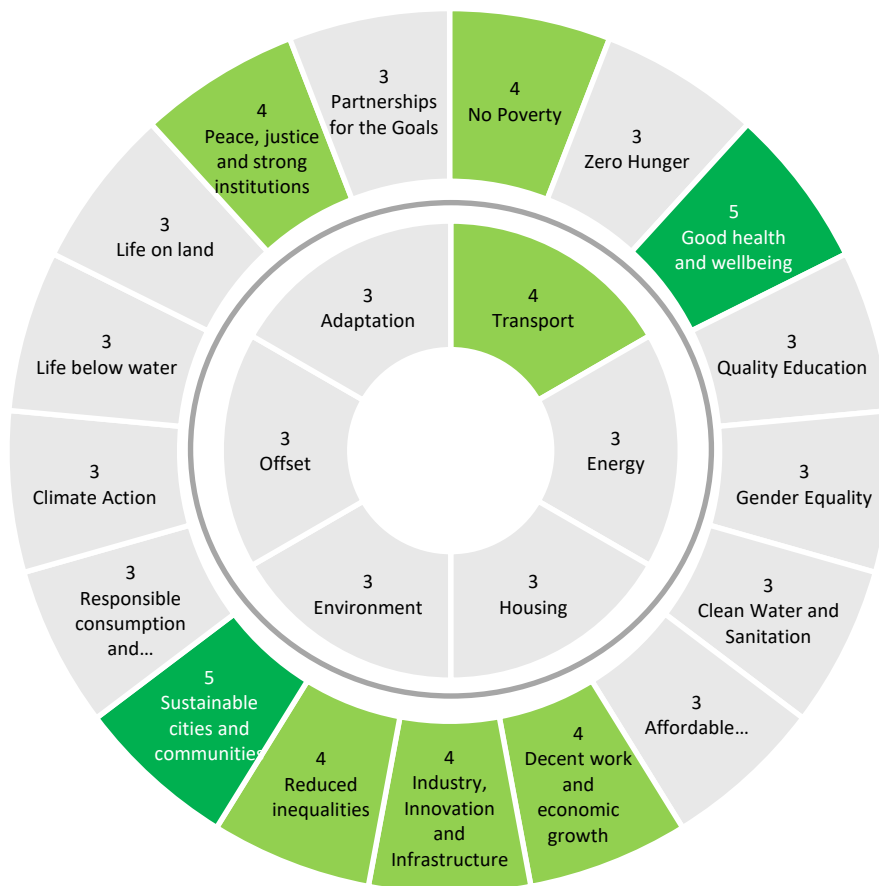 4
No Poverty
3
Zero Hunger
5
Good health
and wellbeing
3
Quality Education
3
Gender Equality
3
Clean Water and
Sanitation
3
Affordable...
4
Decent work
and
economic
growth
4
Industry,
Innovation
and
Infrastructure
4
Reduced
inequalities
5
Sustainable
cities and
communities
3
Responsible
consumption
and...
3
Climate Action
3
Life below water
3
Life on land
4
Peace, justice
and strong
institutions
3
Partnerships
for the Goals
4
Transport
3
Energy
3
Housing
3
Environment
3
Offset
3
Adaptation